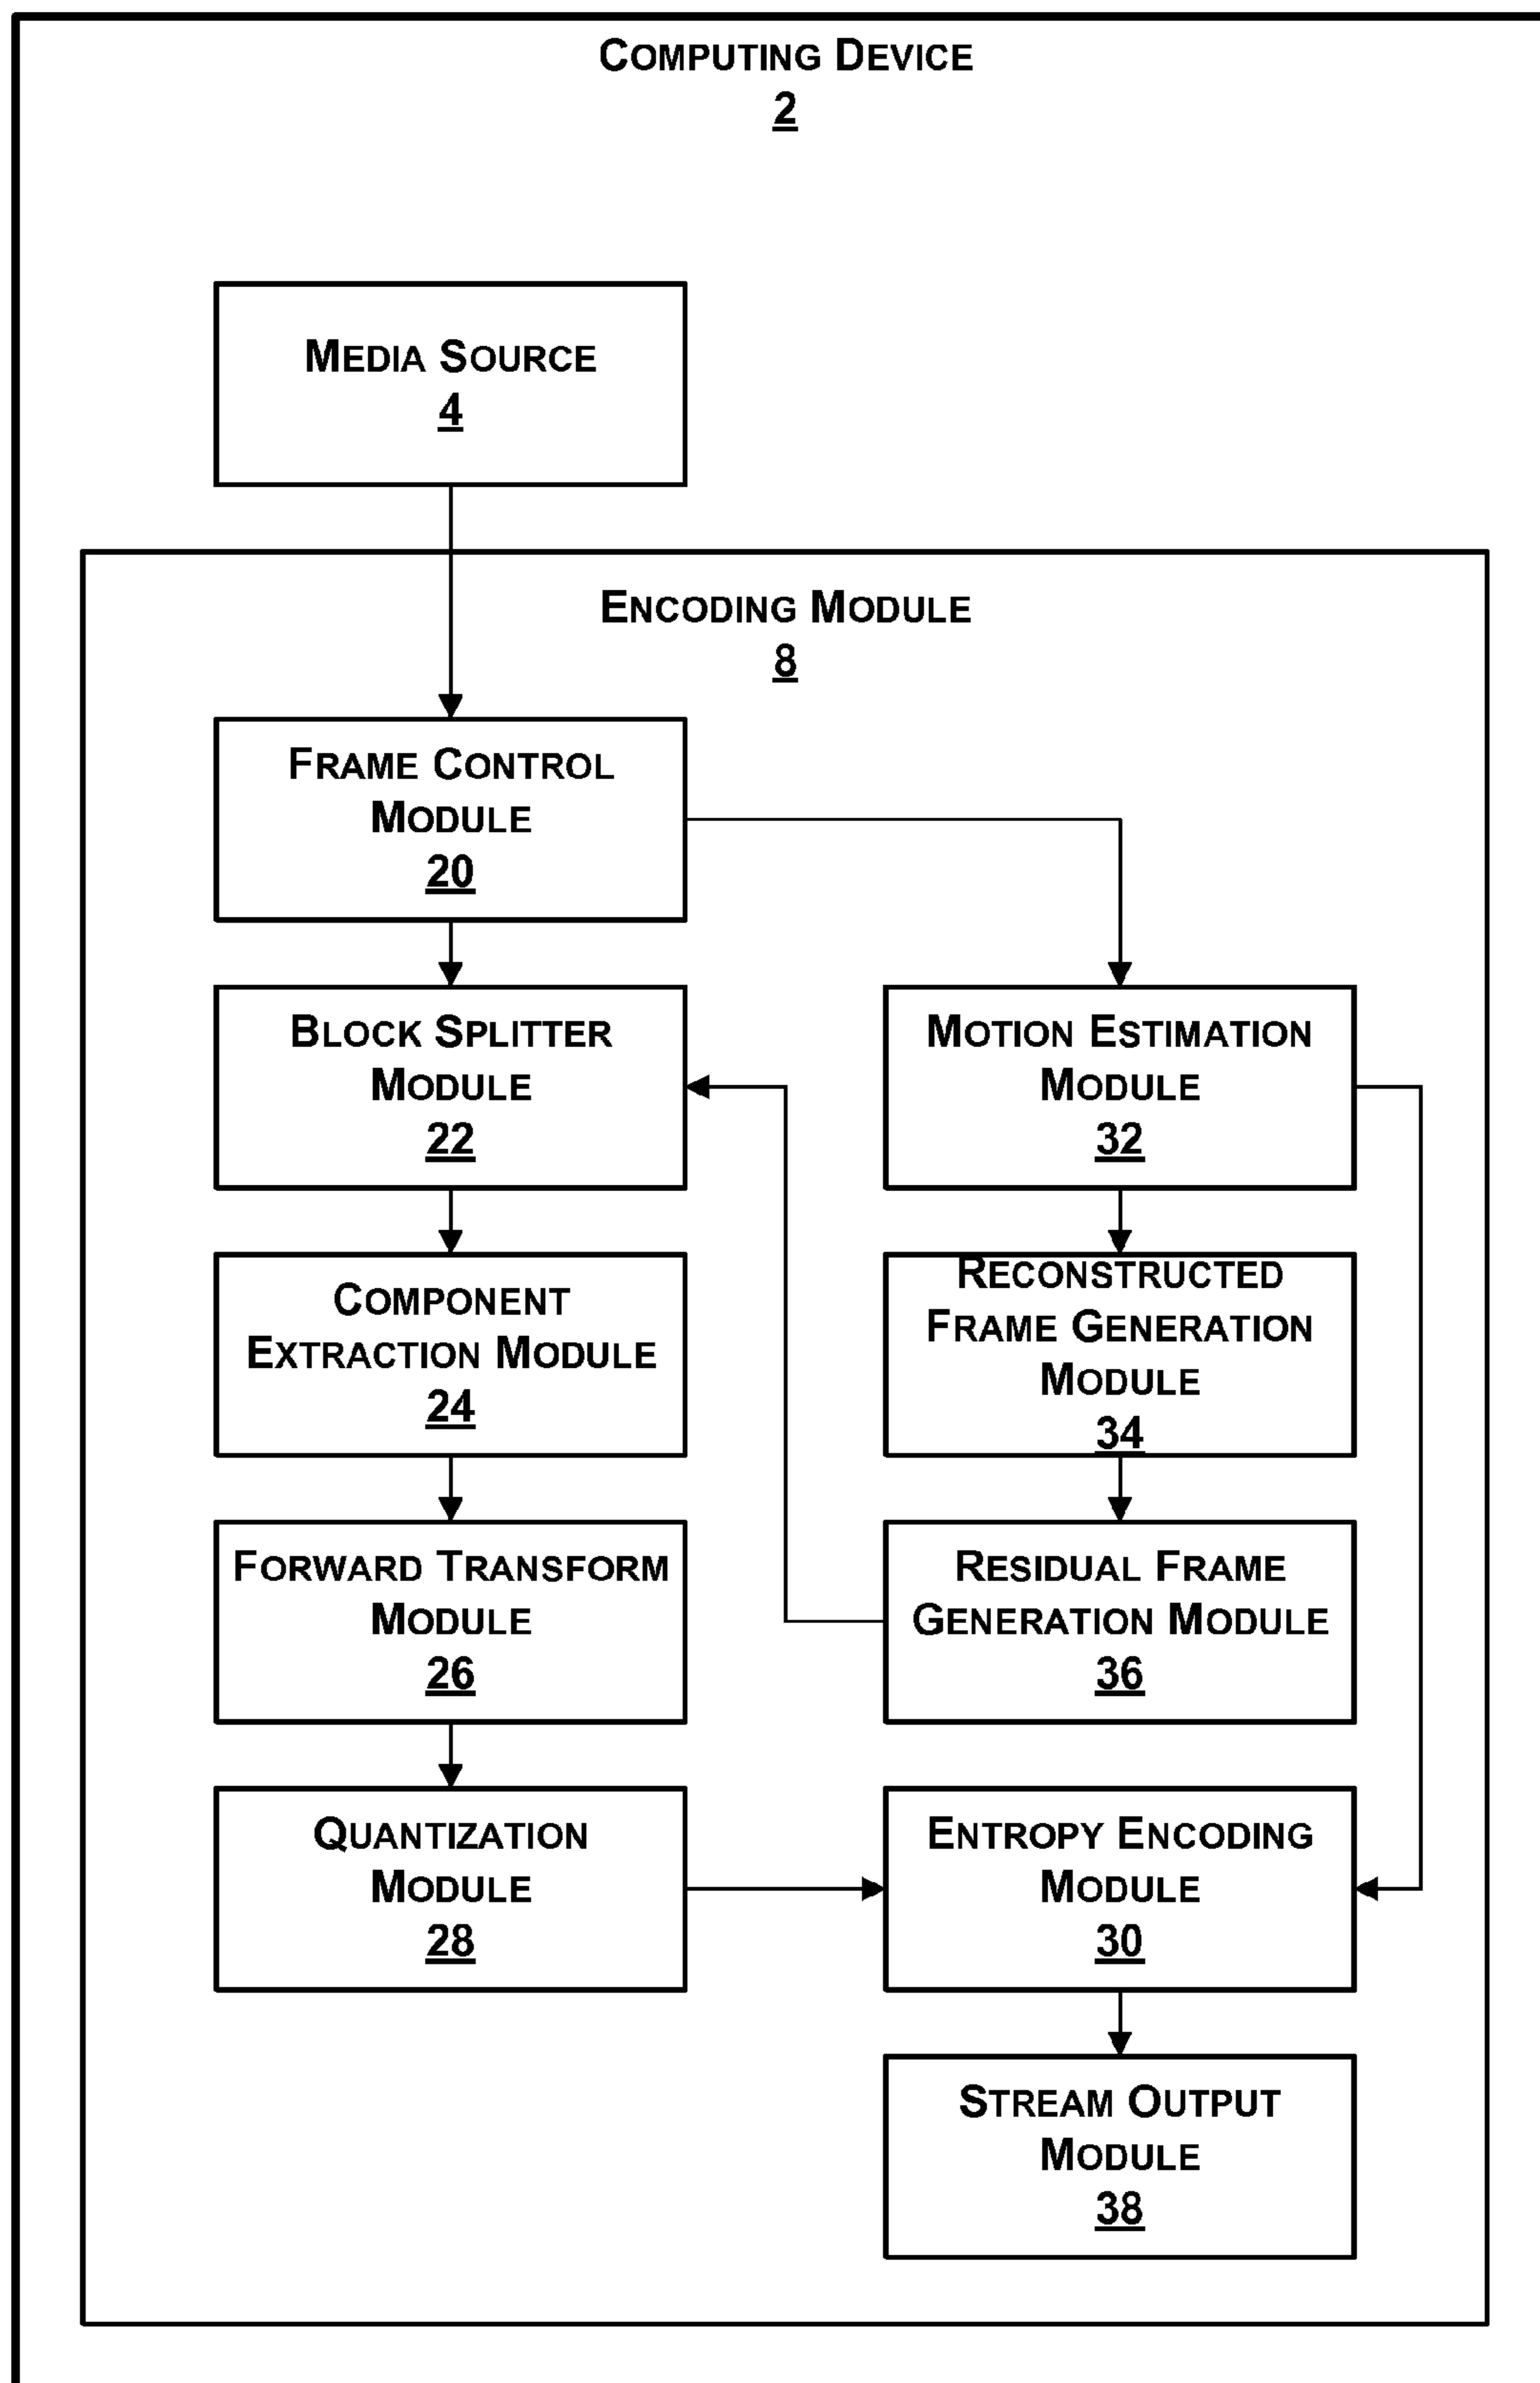 COMPUTING DEVICE
2
MEDIA SOURCE
4
ENCODING MODULE
8
FRAME CONTROL
MODULE
20
BLOCK SPLITTER
MODULE
22
MOTION ESTIMATION
MODULE
32
COMPONENT
EXTRACTION MODULE
24
RECONSTRUCTED
FRAME GENERATION
MODULE
34
FORWARD TRANSFORM
MODULE
26
RESIDUAL FRAME
GENERATION MODULE
36
QUANTIZATION
MODULE
28
ENTROPY ENCODING
MODULE
30
STREAM OUTPUT
MODULE
38